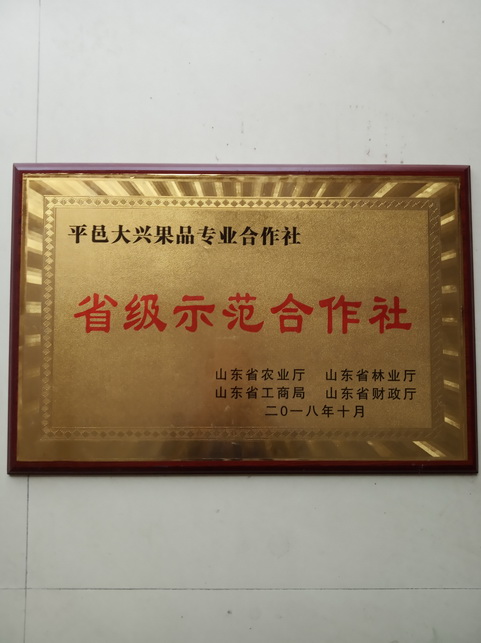 平邑大兴果品专业合作社
省级示范合作社
山东省农业厅 山东省林业厅
山东省工商局 山东省财政厅
二0一八年十月